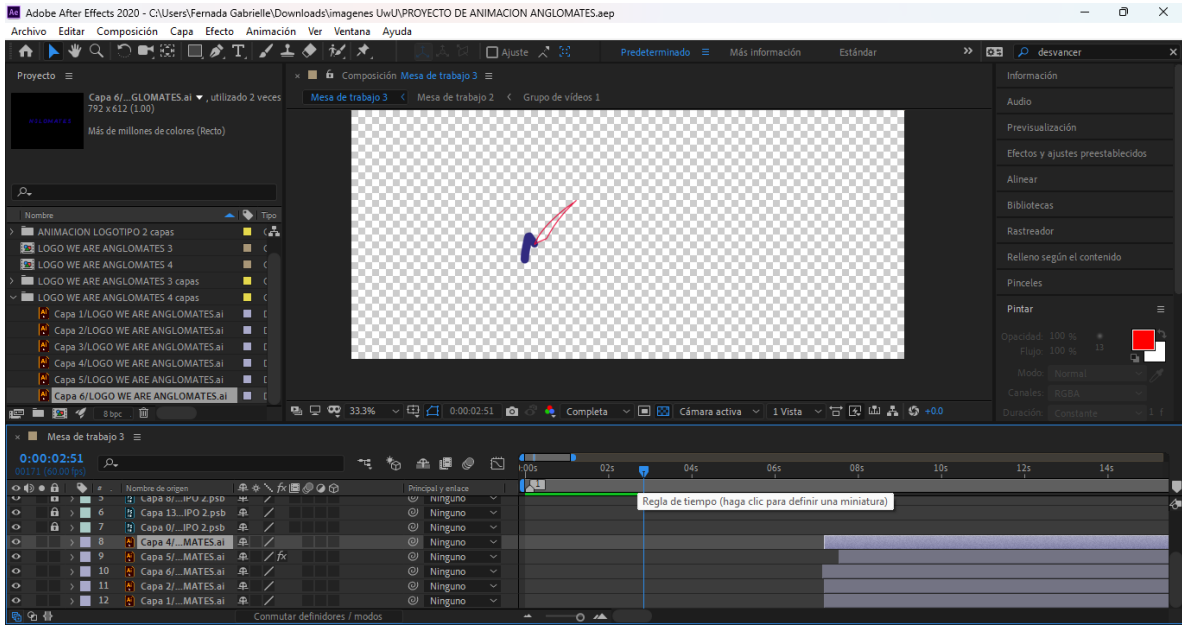 Adobe After Effects 2020 - C:\Users\Fernada Gabrielle\Downloads\imagenes UwU\PROYECTO DE ANIMACION ANGLOMATES.aep
Archivo Editar Composición Capa Efecto Animación Ver Ventana Ayuda
Ajuste Predeterminado Más información Estándar desvancer
Proyecto
Composición Mesa de trabajo 3
Mesa de trabajo 3 Mesa de trabajo 2 Grupo de vídeos 1
Capa 6/...GLOMATES.ai, utilizado 2 veces
792 x 612 (1.00)
Más de millones de colores (Recto)
Nombre Tipo
ANIMACION LOGOTIPO 2 capas
LOGO WE ARE ANGLOMATES 3
LOGO WE ARE ANGLOMATES 4
LOGO WE ARE ANGLOMATES 3 capas
LOGO WE ARE ANGLOMATES 4 capas
Capa 1/LOGO WE ARE ANGLOMATES.ai
Capa 2/LOGO WE ARE ANGLOMATES.ai
Capa 3/LOGO WE ARE ANGLOMATES.ai
Capa 4/LOGO WE ARE ANGLOMATES.ai
Capa 5/LOGO WE ARE ANGLOMATES.ai
Capa 6/LOGO WE ARE ANGLOMATES.ai
8 bpc
33.3% 0:00:02:51 Completa Cámara activa 1 Vista +0.0
Información
Audio
Previsualización
Efectos y ajustes preestablecidos
Alinear
Bibliotecas
Rastreador
Relleno según el contenido
Pinceles
Pintar
Opacidad: 100 %
Flujo: 100 % 13
Modo: Normal
Canales: RGBA
Duración: Constante 1 f
Mesa de trabajo 3
0:00:02:51
00171 (60.00 fps)
:00s 02s 04s 06s 08s 10s 12s 14s
# Nombre de origen Principal y enlace
1
Regla de tiempo (haga clic para definir una miniatura)
5 Capa 6/...IPO 2.psb Ninguno
6 Capa 13...IPO 2.psb Ninguno
7 Capa 0/...IPO 2.psb Ninguno
8 Capa 4/...MATES.ai Ninguno
9 Capa 5/...MATES.ai Ninguno
10 Capa 6/...MATES.ai Ninguno
11 Capa 2/...MATES.ai Ninguno
12 Capa 1/...MATES.ai Ninguno
Conmutar definidores / modos